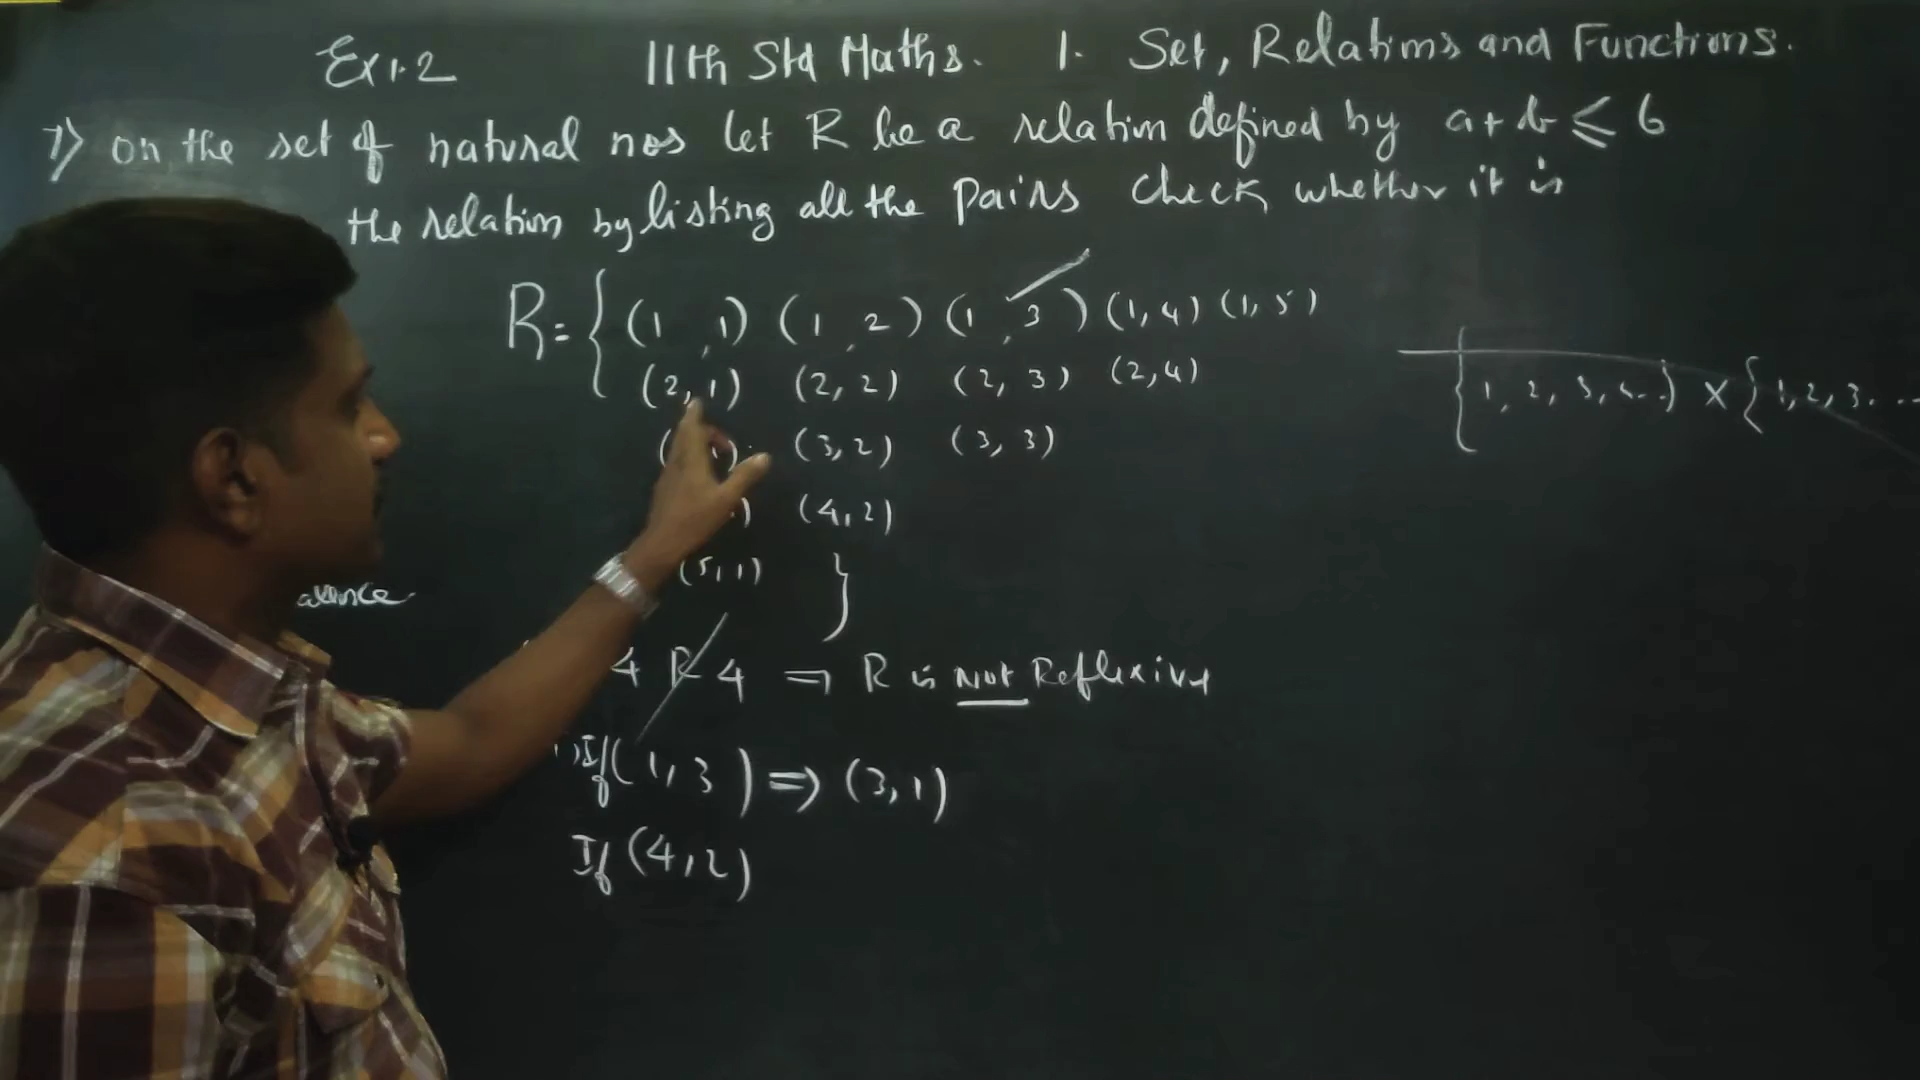 Ex 1.2 11th Std Maths. 1. Set, Relations and Functions.
7) on the set of natural nos let R be a relation defined by a + b ⩽ 6
the relation by listing all the pairs check whether it is
R = { (1, 1) (1, 2) (1, 3) (1, 4) (1, 5)
(2, 1) (2, 2) (2, 3) (2, 4)
(3, 2) (3, 3)
(4, 2)
(5, 1) }
{1, 2, 3, 4..} × {1, 2, 3...
alence.
4 R̸ 4 ⇒ R is Not Reflexive
If (1, 3) ⇒ (3, 1)
If (4, 2)